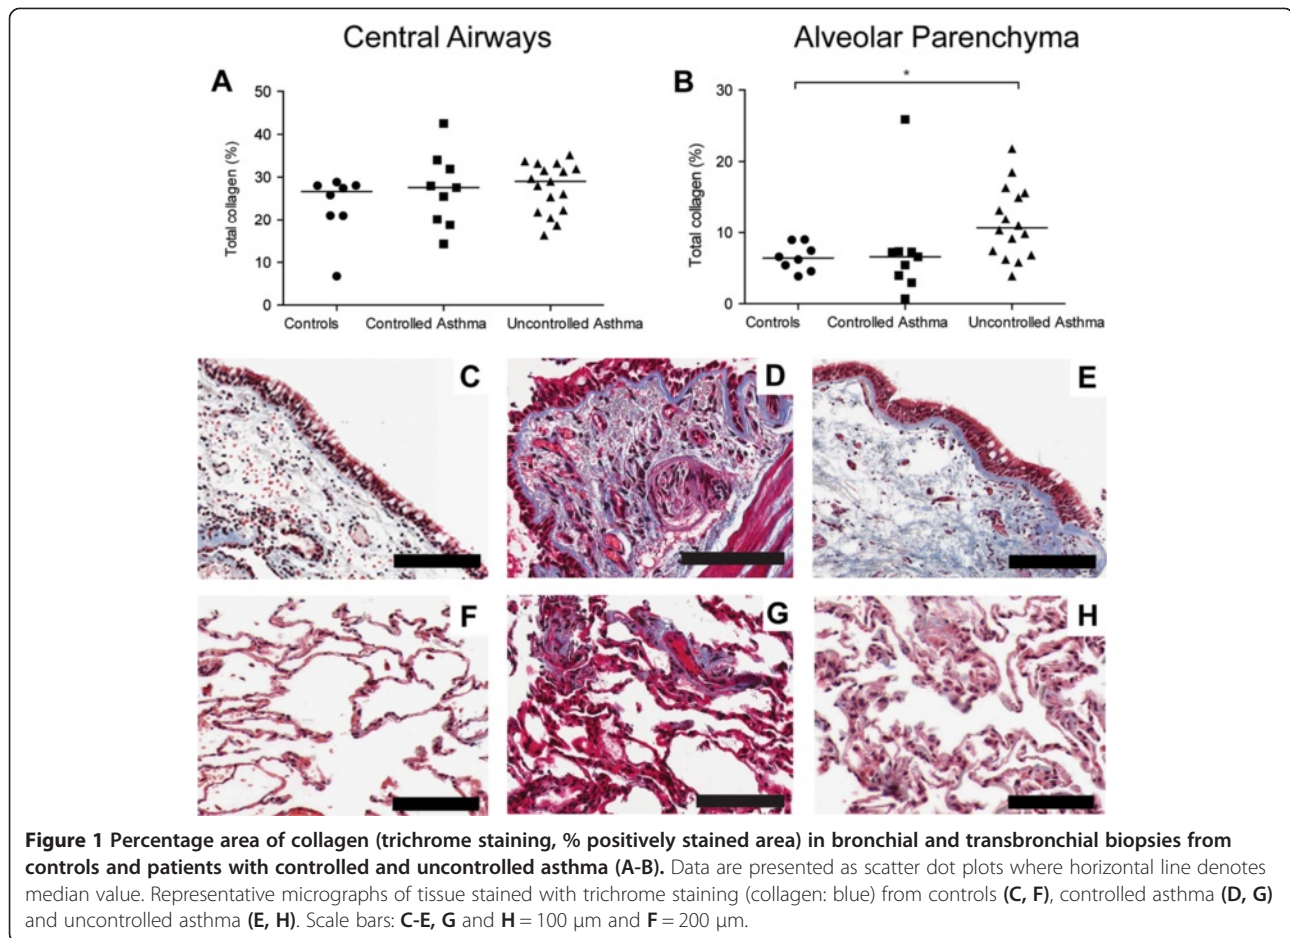 Central Airways
Alveolar Parenchyma
A
50
40
30
20
10
0
Total collagen (%)
Controls
Controlled Asthma
Uncontrolled Asthma
B
*
30
20
10
0
Total collagen (%)
Controls
Controlled Asthma
Uncontrolled Asthma
C
D
E
F
G
H
Figure 1 Percentage area of collagen (trichrome staining, % positively stained area) in bronchial and transbronchial biopsies from
controls and patients with controlled and uncontrolled asthma (A-B). Data are presented as scatter dot plots where horizontal line denotes
median value. Representative micrographs of tissue stained with trichrome staining (collagen: blue) from controls (C, F), controlled asthma (D, G)
and uncontrolled asthma (E, H). Scale bars: C-E, G and H = 100 μm and F = 200 μm.